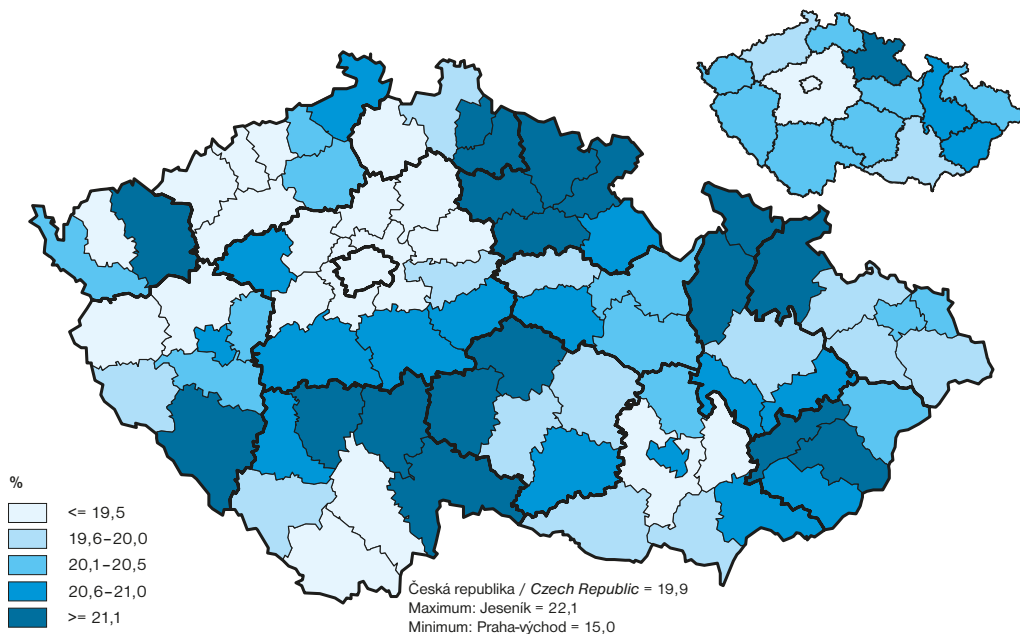 %
<= 19,5
19,6–20,0
20,1–20,5
20,6–21,0
>= 21,1
Česká republika / Czech Republic = 19,9
Maximum: Jeseník = 22,1
Minimum: Praha-východ = 15,0